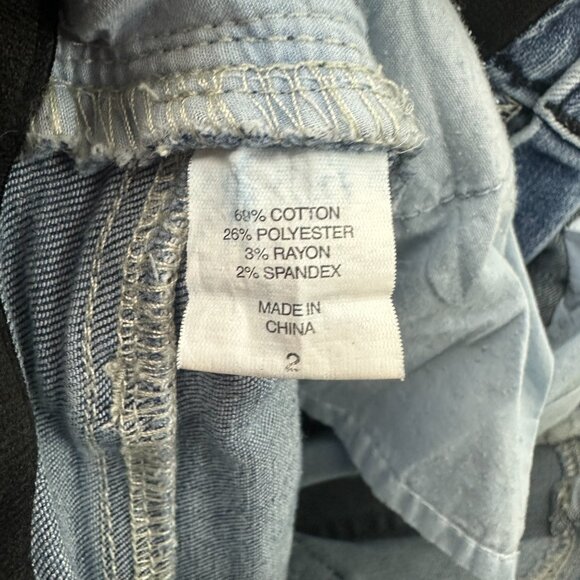 69% COTTON
26% POLYESTER
3% RAYON
2% SPANDEX
MADE IN
CHINA
2